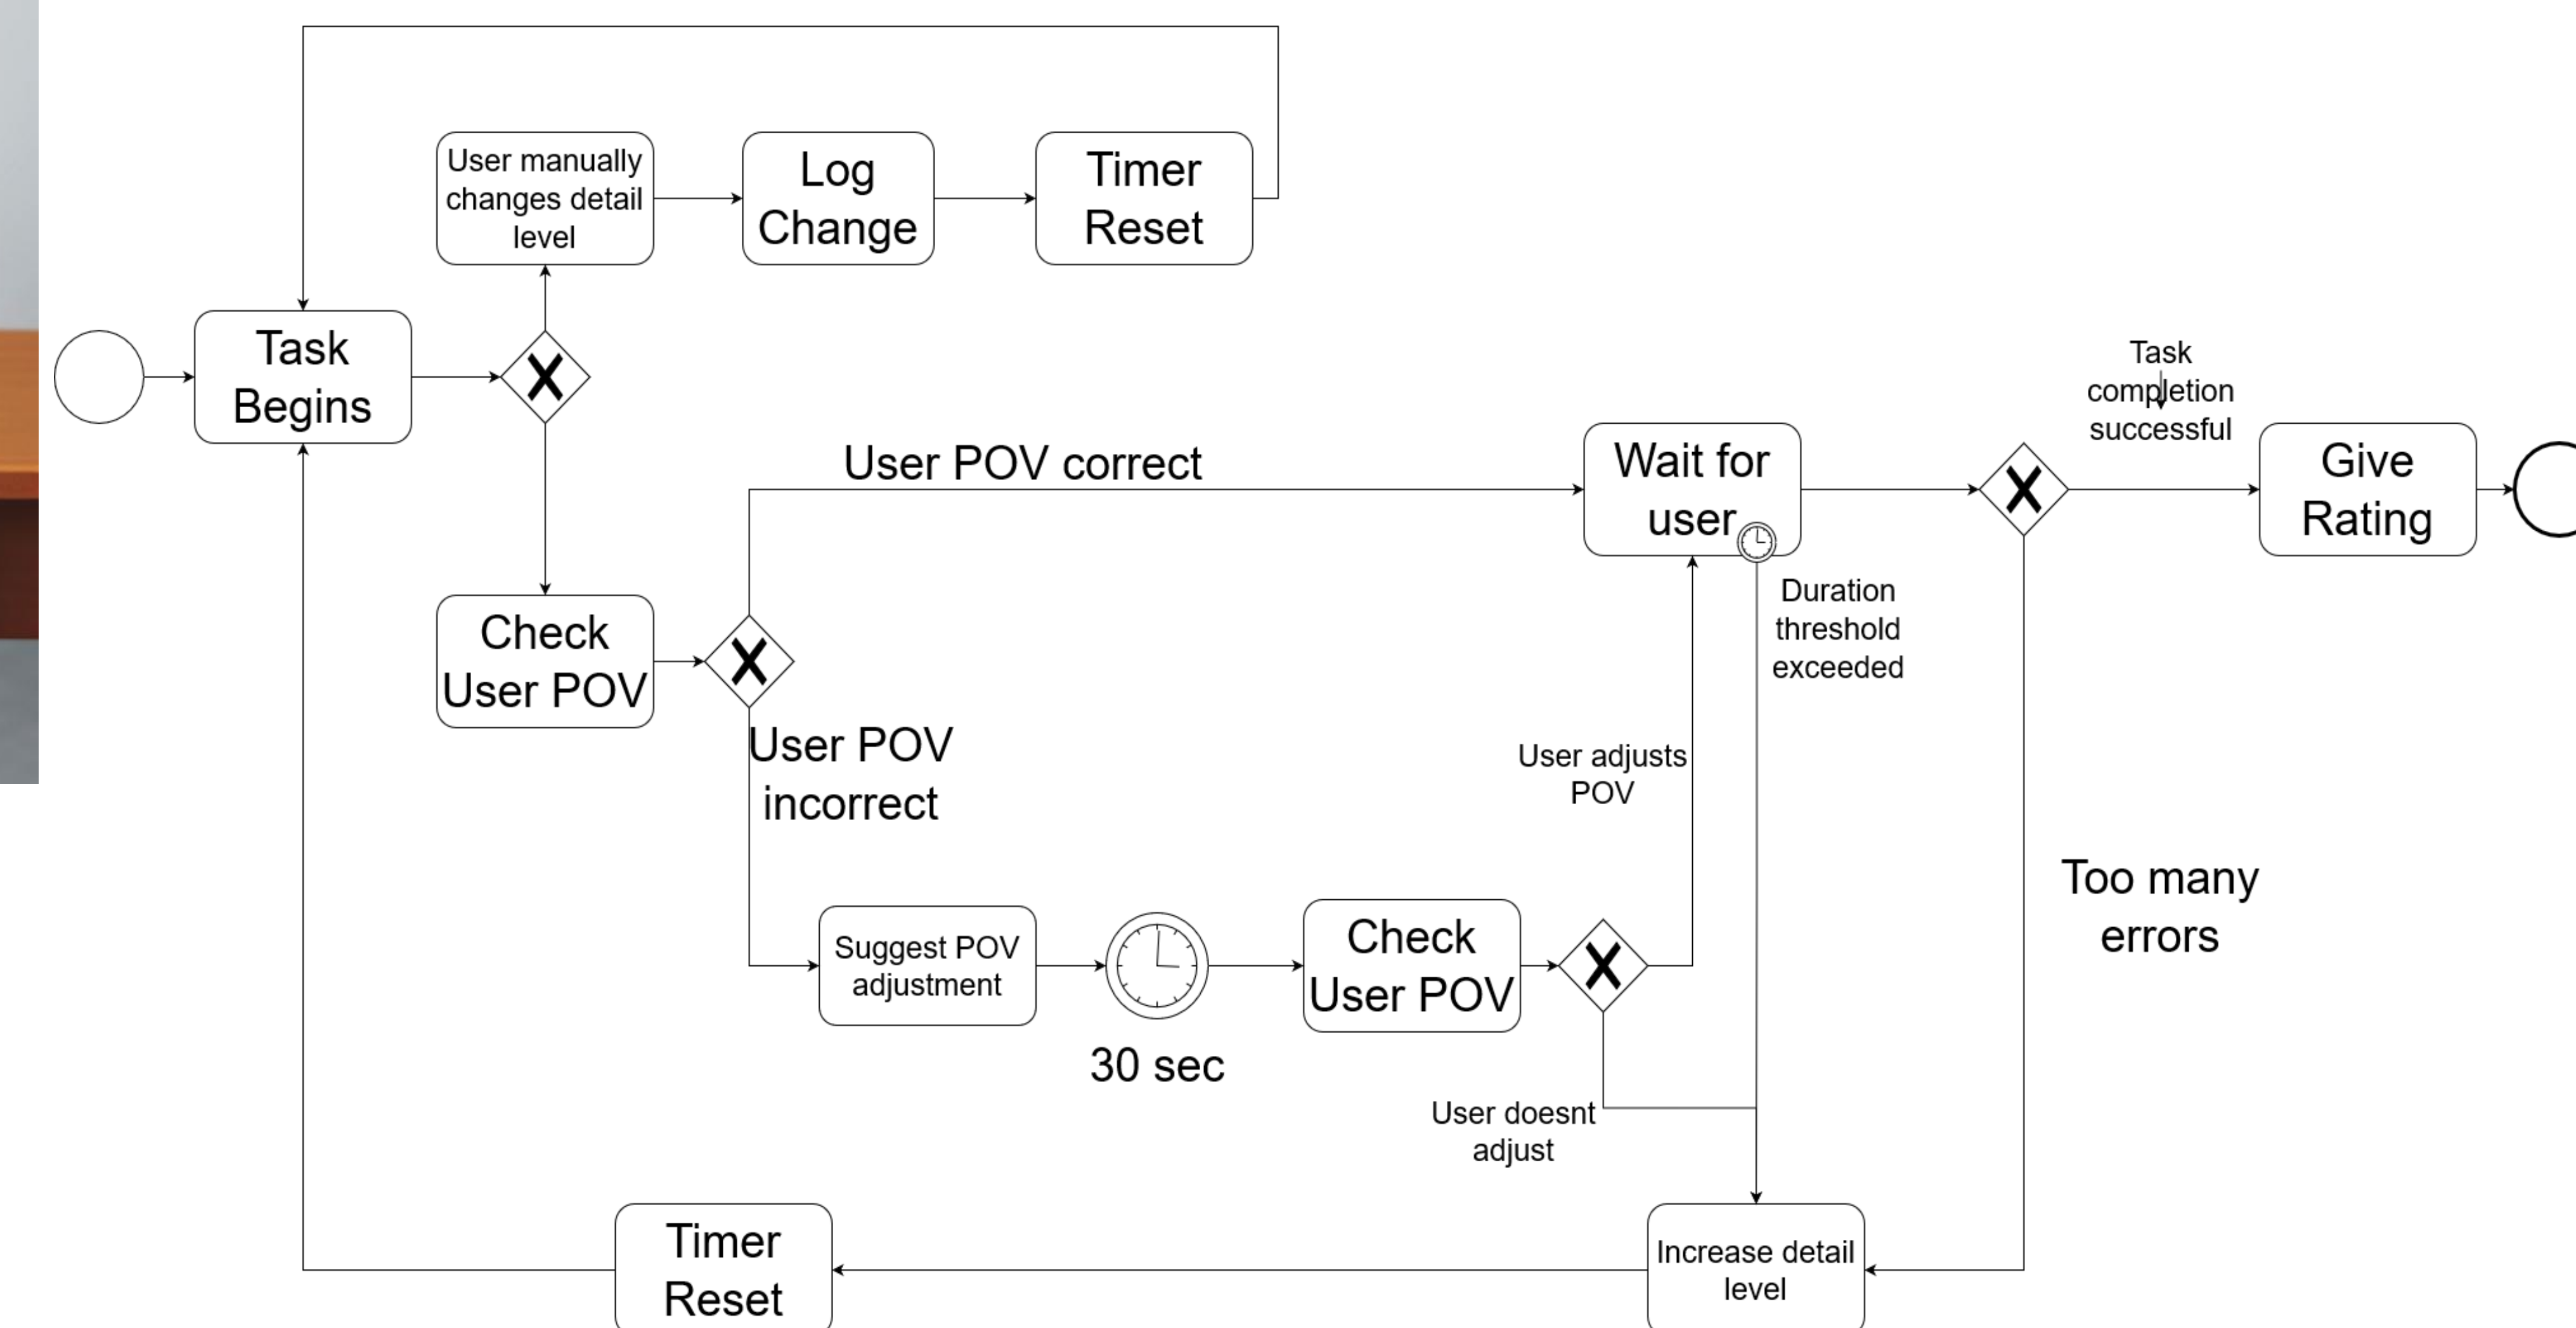 User manually
changes detail
level
Log
Change
Timer
Reset
Task
Begins
Task
completion
successful
User POV correct
Wait for
user
Give
Rating
Duration
threshold
exceeded
Check
User POV
User POV
incorrect
User adjusts
POV
Too many
errors
Suggest POV
adjustment
30 sec
Check
User POV
User doesnt
adjust
Timer
Reset
Increase detail
level